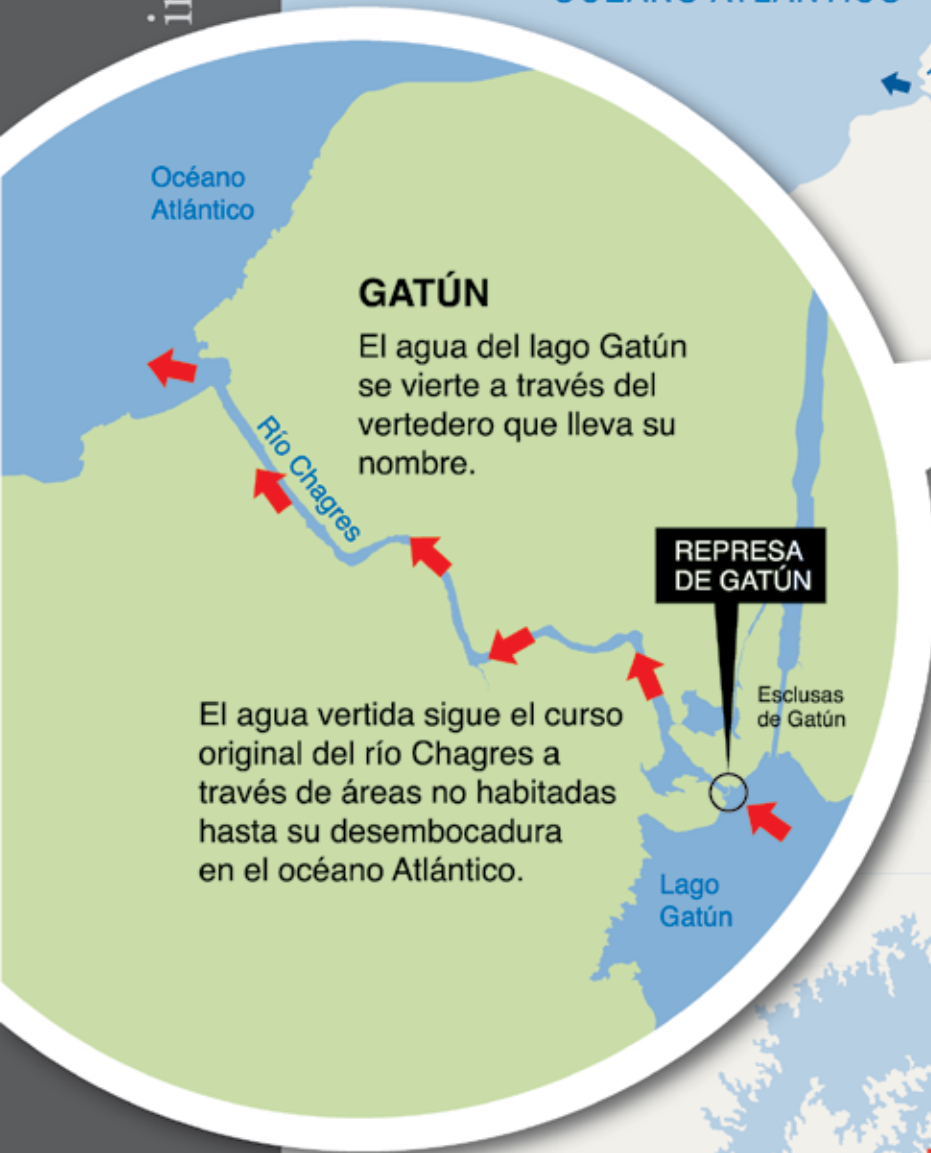 Océano
Atlántico
GATÚN
El agua del lago Gatún
se vierte a través del
vertedero que lleva su
nombre.
Río Chagres
REPRESA
DE GATÚN
Esclusas
de Gatún
El agua vertida sigue el curso
original del río Chagres a
través de áreas no habitadas
hasta su desembocadura
en el océano Atlántico.
Lago
Gatún